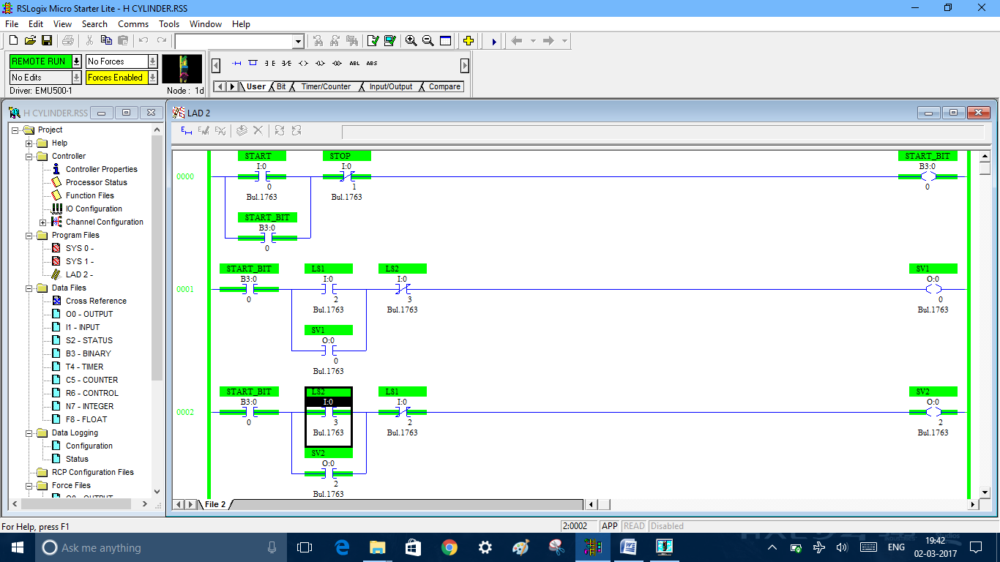 RSLogix Micro Starter Lite - H CYLINDER.RSS
File Edit View Search Comms Tools Window Help
REMOTE RUN No Forces
No Edits Forces Enabled
Driver: EMU500-1 Node : 1d
ABL ABS
User Bit Timer/Counter Input/Output Compare
H CYLINDER.RSS
Project
Help
Controller
Controller Properties
Processor Status
Function Files
IO Configuration
Channel Configuration
Program Files
SYS 0 -
SYS 1 -
LAD 2 -
Data Files
Cross Reference
O0 - OUTPUT
I1 - INPUT
S2 - STATUS
B3 - BINARY
T4 - TIMER
C5 - COUNTER
R6 - CONTROL
N7 - INTEGER
F8 - FLOAT
Data Logging
Configuration
Status
RCP Configuration Files
Force Files
O0 - OUTPUT
LAD 2
START STOP START_BIT
I:0 I:0 B3:0
0000
0 1 0
Bul.1763 Bul.1763
START_BIT
B3:0
0
START_BIT LS1 LS2 SV1
B3:0 I:0 I:0 O:0
0001
0 2 3 0
Bul.1763 Bul.1763 Bul.1763
SV1
O:0
0
Bul.1763
START_BIT LS2 LS1 SV2
B3:0 I:0 I:0 O:0
0002
0 3 2 2
Bul.1763 Bul.1763 Bul.1763
SV2
O:0
2
Bul.1763
File 2
For Help, press F1 2:0002 APP READ Disabled
Ask me anything ENG 19:42
02-03-2017